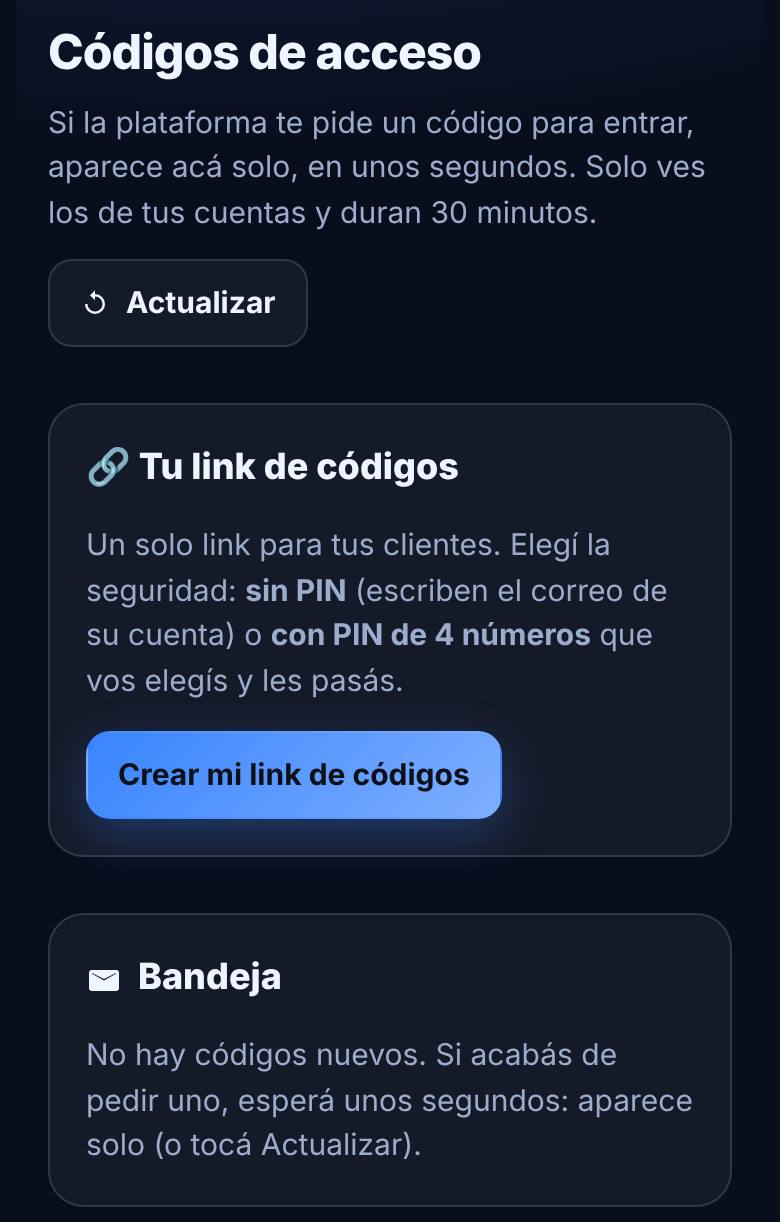 Códigos de acceso
Si la plataforma te pide un código para entrar,
aparece acá solo, en unos segundos. Solo ves
los de tus cuentas y duran 30 minutos.
Actualizar
Tu link de códigos
Un solo link para tus clientes. Elegí la
seguridad: sin PIN (escriben el correo de
su cuenta) o con PIN de 4 números que
vos elegís y les pasás.
Crear mi link de códigos
Bandeja
No hay códigos nuevos. Si acabás de
pedir uno, esperá unos segundos: aparece
solo (o tocá Actualizar).